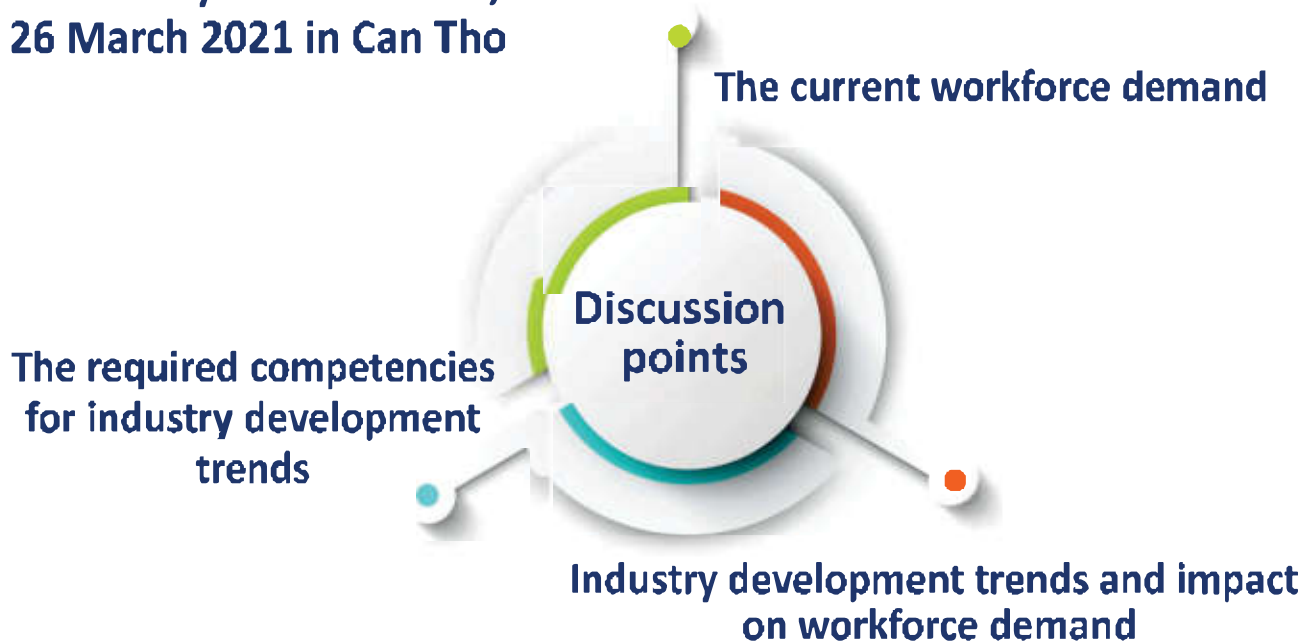 26 March 2021 in Can Tho
The current workforce demand
Discussion
points
The required competencies
for industry development
trends
Industry development trends and impact
on workforce demand